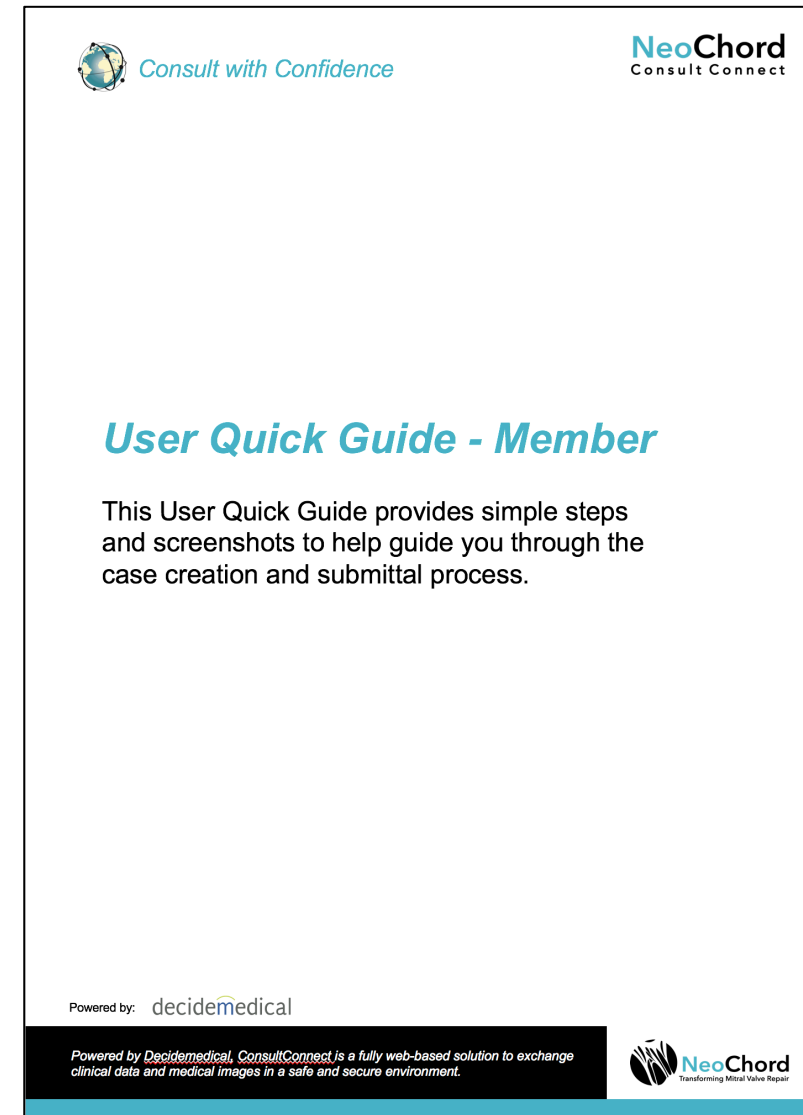 Consult with Confidence
NeoChord
Consult Connect
User Quick Guide - Member
This User Quick Guide provides simple steps
and screenshots to help guide you through the
case creation and submittal process.
Powered by: decidemedical
Powered by Decidemedical, ConsultConnect is a fully web-based solution to exchange
clinical data and medical images in a safe and secure environment.
NeoChord
Transforming Mitral Valve Repair